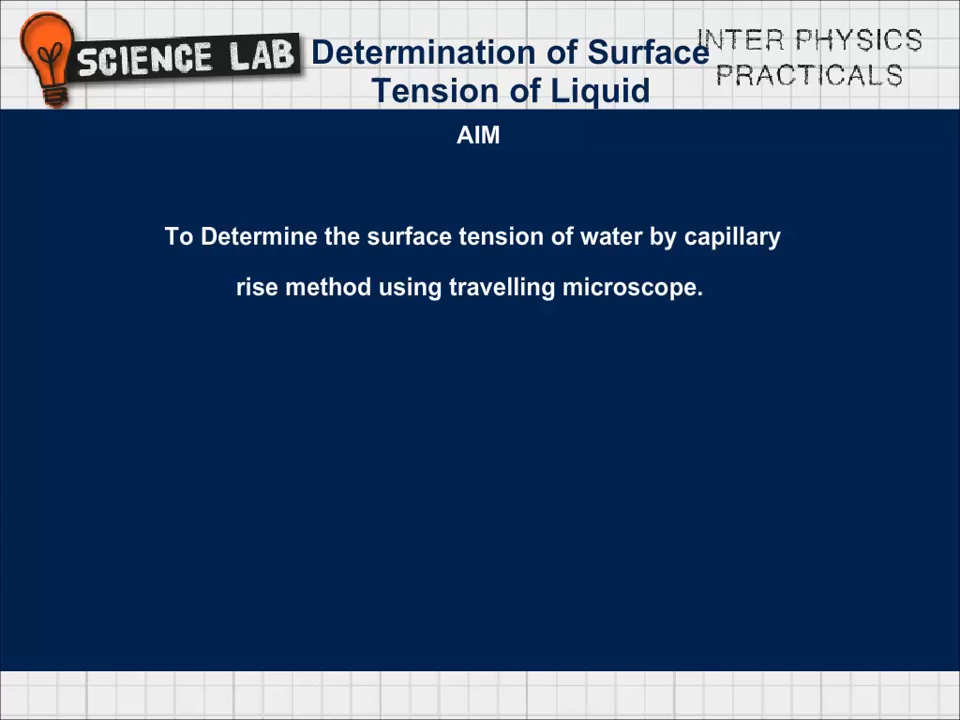 SCIENCE LAB
Determination of Surface
Tension of Liquid
INTER PHYSICS
PRACTICALS
AIM
To Determine the surface tension of water by capillary
rise method using travelling microscope.